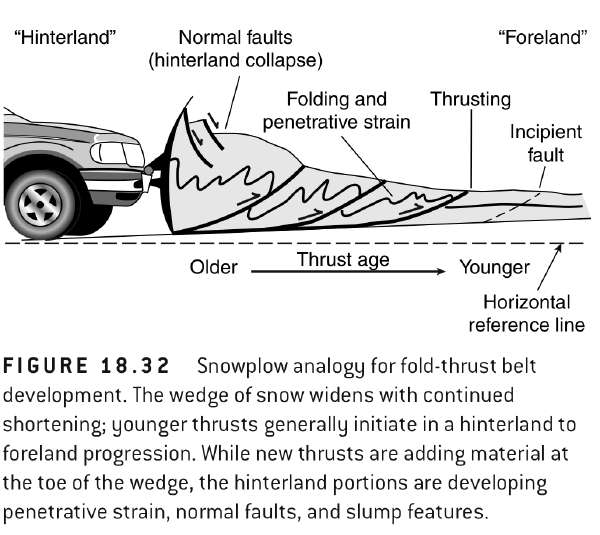 "Hinterland"
Normal faults
(hinterland collapse)
"Foreland"
Folding and
penetrative strain
Thrusting
Incipient
fault
Older
Thrust age
Younger
Horizontal
reference line
FIGURE 18.32 Snowplow analogy for fold-thrust belt
development. The wedge of snow widens with continued
shortening; younger thrusts generally initiate in a hinterland to
foreland progression. While new thrusts are adding material at
the toe of the wedge, the hinterland portions are developing
penetrative strain, normal faults, and slump features.